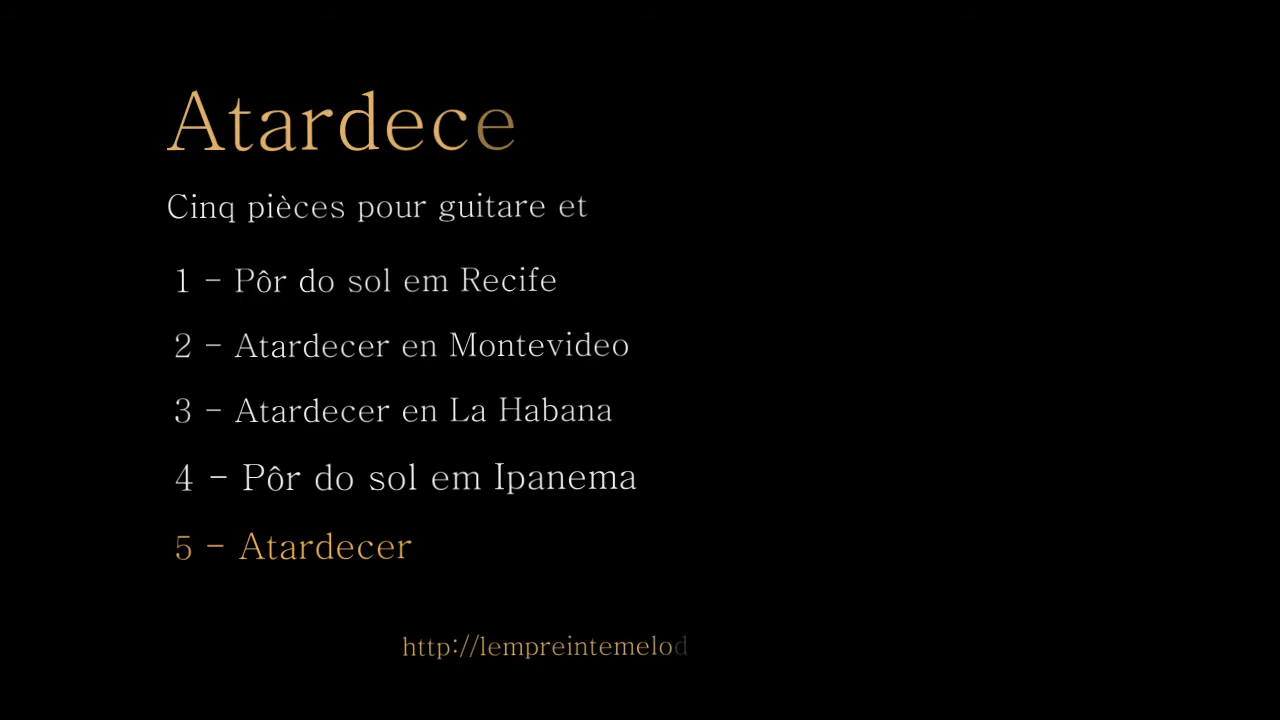 Atardece
Cinq pièces pour guitare et
1 - Pôr do sol em Recife
2 - Atardecer en Montevideo
3 - Atardecer en La Habana
4 - Pôr do sol em Ipanema
5 - Atardecer
http://lempreintemelod